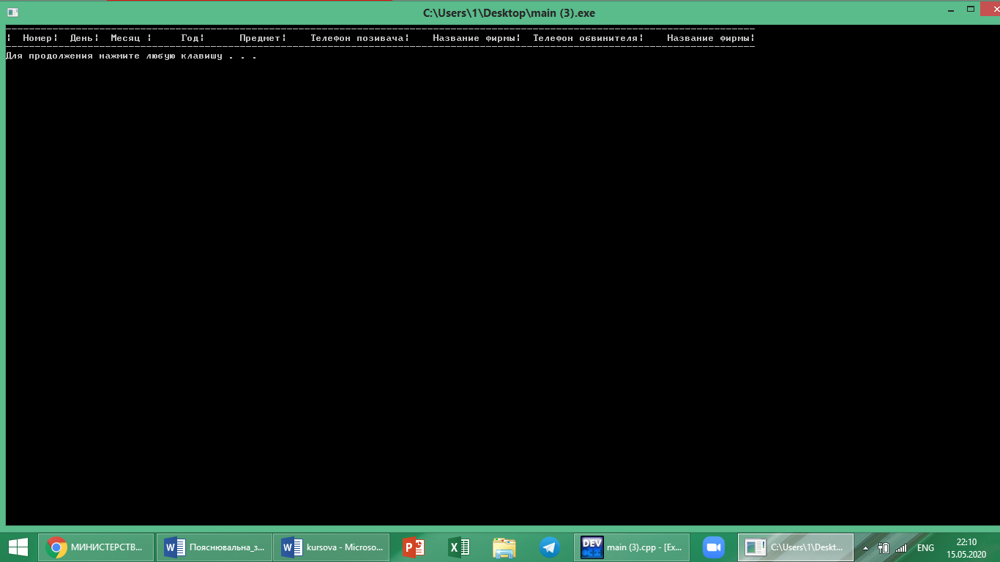 C:\Users\1\Desktop\main (3).exe
¦ Номер¦ День¦ Месяц ¦ Год¦ Предмет¦ Телефон позивача¦ Название фирмы¦ Телефон обвинителя¦ Название фирмы¦
Для продолжения нажмите любую клавишу . . .
МИНИСТЕРСТВ... Пояснювальна_з... kursova - Microso... main (3).cpp - [Ex... C:\Users\1\Deskt... ENG 22:10
15.05.2020